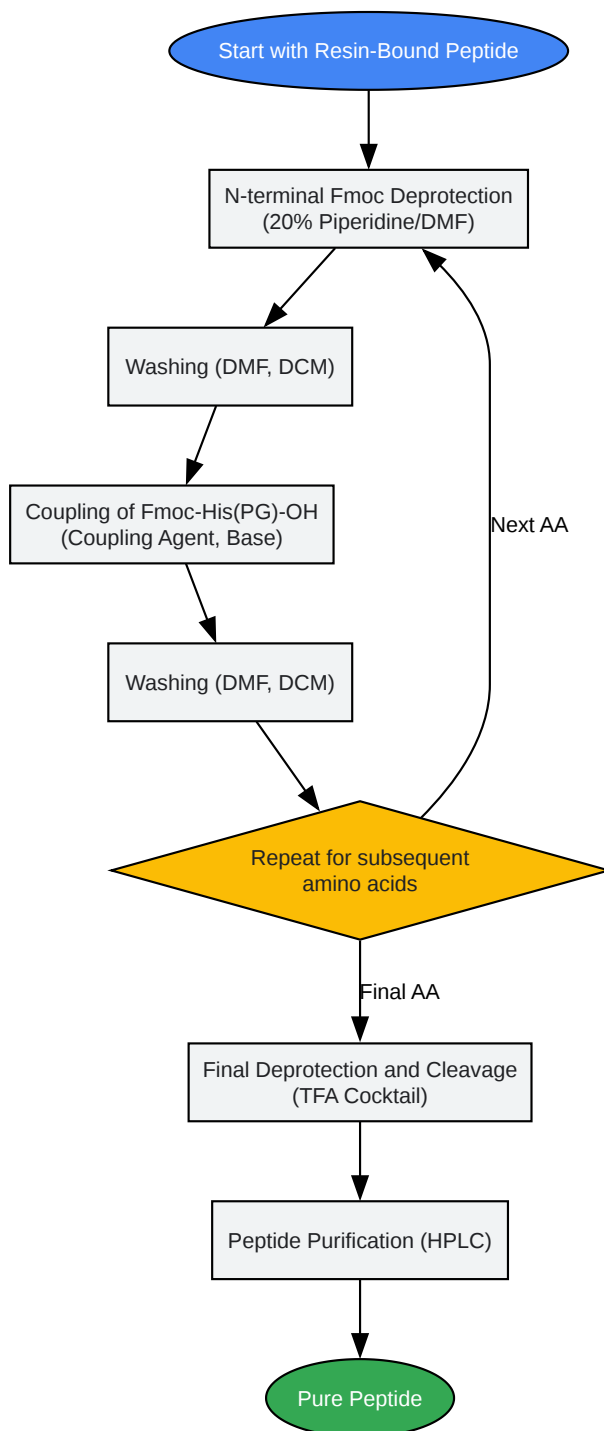 Start with Resin-Bound Peptide
N-terminal Fmoc Deprotection
(20% Piperidine/DMF)
Washing (DMF, DCM)
Coupling of Fmoc-His(PG)-OH
(Coupling Agent, Base)
Next AA
Washing (DMF, DCM)
Repeat for subsequent
amino acids
Final AA
Final Deprotection and Cleavage
(TFA Cocktail)
Peptide Purification (HPLC)
Pure Peptide